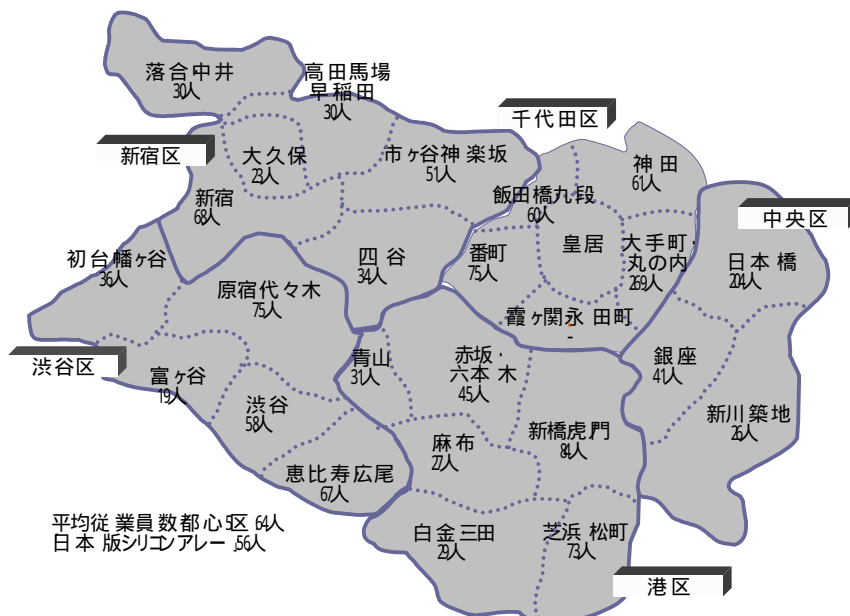 落合中井
30人
高田馬場
早稲田
30人
千代田区
新宿区
大久保
23人
市ヶ谷神楽坂
51人
神田
61人
新宿
68人
飯田橋九段
60人
中央区
初台幡ヶ谷
36人
四谷
34人
番町
75人
皇居
大手町・
丸の内
269人
日本橋
204人
原宿代々木
75人
霞ヶ関永田町
-
渋谷区
富ヶ谷
19人
青山
31人
赤坂・
六本木
45人
銀座
41人
渋谷
58人
新川築地
26人
麻布
27人
新橋虎門
84人
恵比寿広尾
67人
平均従業員数都心5区 64人
日本版シリコンアレー ,56人
白金三田
29人
芝浜松町
73人
港区